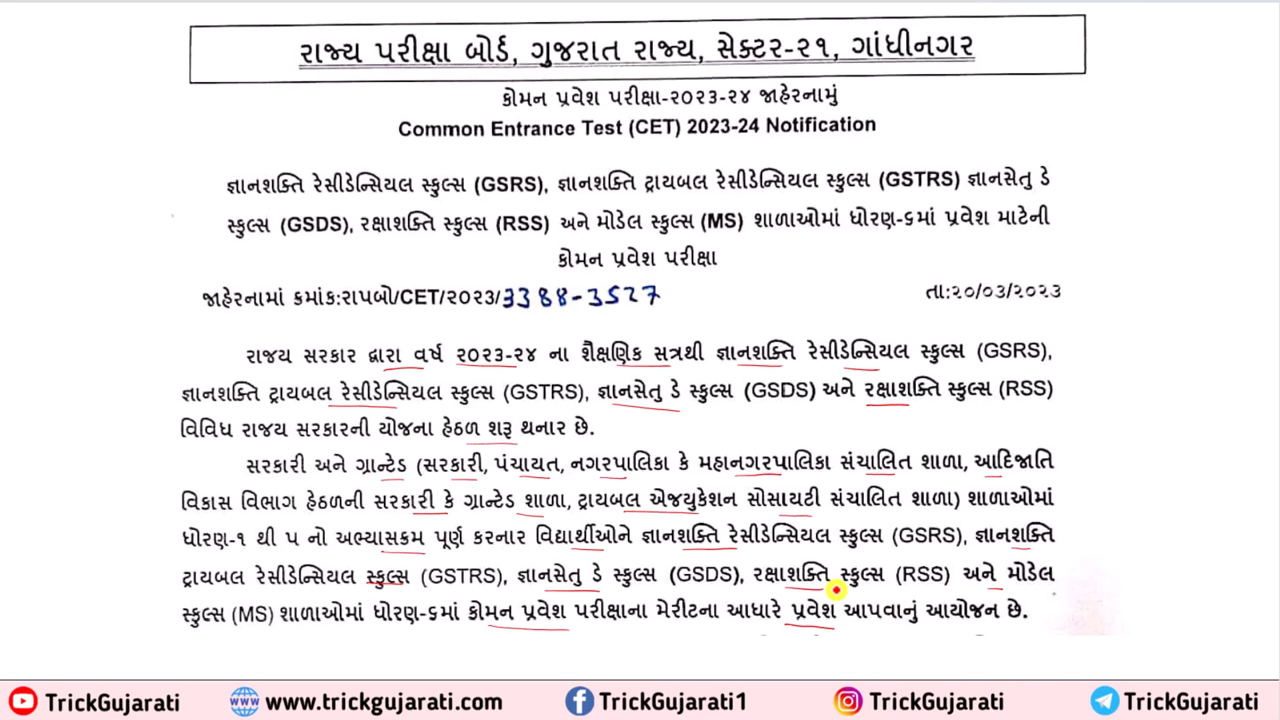 રાજ્ય પરીક્ષા બોર્ડ, ગુજરાત રાજ્ય, સેક્ટર-૨૧, ગાંધીનગર
કોમન પ્રવેશ પરીક્ષા-૨૦૨૩-૨૪ જાહેરનામું
Common Entrance Test (CET) 2023-24 Notification
જ્ઞાનશક્તિ રેસીડેન્સિયલ સ્કુલ્સ (GSRS), જ્ઞાનશક્તિ ટ્રાયબલ રેસીડેન્સિયલ સ્કુલ્સ (GSTRS) જ્ઞાનસેતુ ડે
સ્કુલ્સ (GSDS), રક્ષાશક્તિ સ્કુલ્સ (RSS) અને મોડેલ સ્કુલ્સ (MS) શાળાઓમાં ધોરણ-૬માં પ્રવેશ માટેની
કોમન પ્રવેશ પરીક્ષા
જાહેરનામાં ક્રમાંક:રાપબો/CET/૨૦૨૩/3388-3527 તા:૨૦/૦૩/૨૦૨૩
રાજય સરકાર દ્વારા વર્ષ ૨૦૨૩-૨૪ ના શૈક્ષણિક સત્રથી જ્ઞાનશક્તિ રેસીડેન્સિયલ સ્કુલ્સ (GSRS),
જ્ઞાનશક્તિ ટ્રાયબલ રેસીડેન્સિયલ સ્કુલ્સ (GSTRS), જ્ઞાનસેતુ ડે સ્કુલ્સ (GSDS) અને રક્ષાશક્તિ સ્કુલ્સ (RSS)
વિવિધ રાજય સરકારની યોજના હેઠળ શરૂ થનાર છે.
સરકારી અને ગ્રાન્ટેડ (સરકારી, પંચાયત, નગરપાલિકા કે મહાનગરપાલિકા સંચાલિત શાળા, આદિજાતિ
વિકાસ વિભાગ હેઠળની સરકારી કે ગ્રાન્ટેડ શાળા, ટ્રાયબલ એજયુકેશન સોસાયટી સંચાલિત શાળા) શાળાઓમાં
ધોરણ-૧ થી ૫ નો અભ્યાસક્રમ પૂર્ણ કરનાર વિદ્યાર્થીઓને જ્ઞાનશક્તિ રેસીડેન્સિયલ સ્કુલ્સ (GSRS), જ્ઞાનશક્તિ
ટ્રાયબલ રેસીડેન્સિયલ સ્કુલ્સ (GSTRS), જ્ઞાનસેતુ ડે સ્કુલ્સ (GSDS), રક્ષાશક્તિ સ્કુલ્સ (RSS) અને મોડેલ
સ્કુલ્સ (MS) શાળાઓમાં ધોરણ-૬માં કોમન પ્રવેશ પરીક્ષાના મેરીટના આધારે પ્રવેશ આપવાનું આયોજન છે.
TrickGujarati www www.trickgujarati.com TrickGujarati1 TrickGujarati TrickGujarati